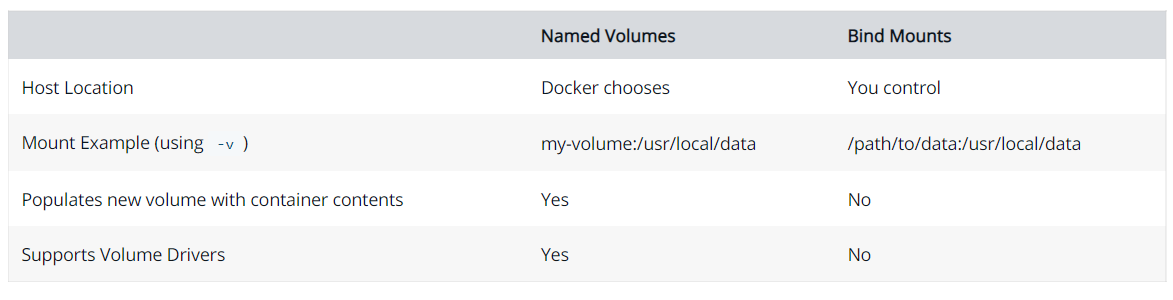 Named Volumes Bind Mounts
Host Location Docker chooses You control
Mount Example (using -v ) my-volume:/usr/local/data /path/to/data:/usr/local/data
Populates new volume with container contents Yes No
Supports Volume Drivers Yes No